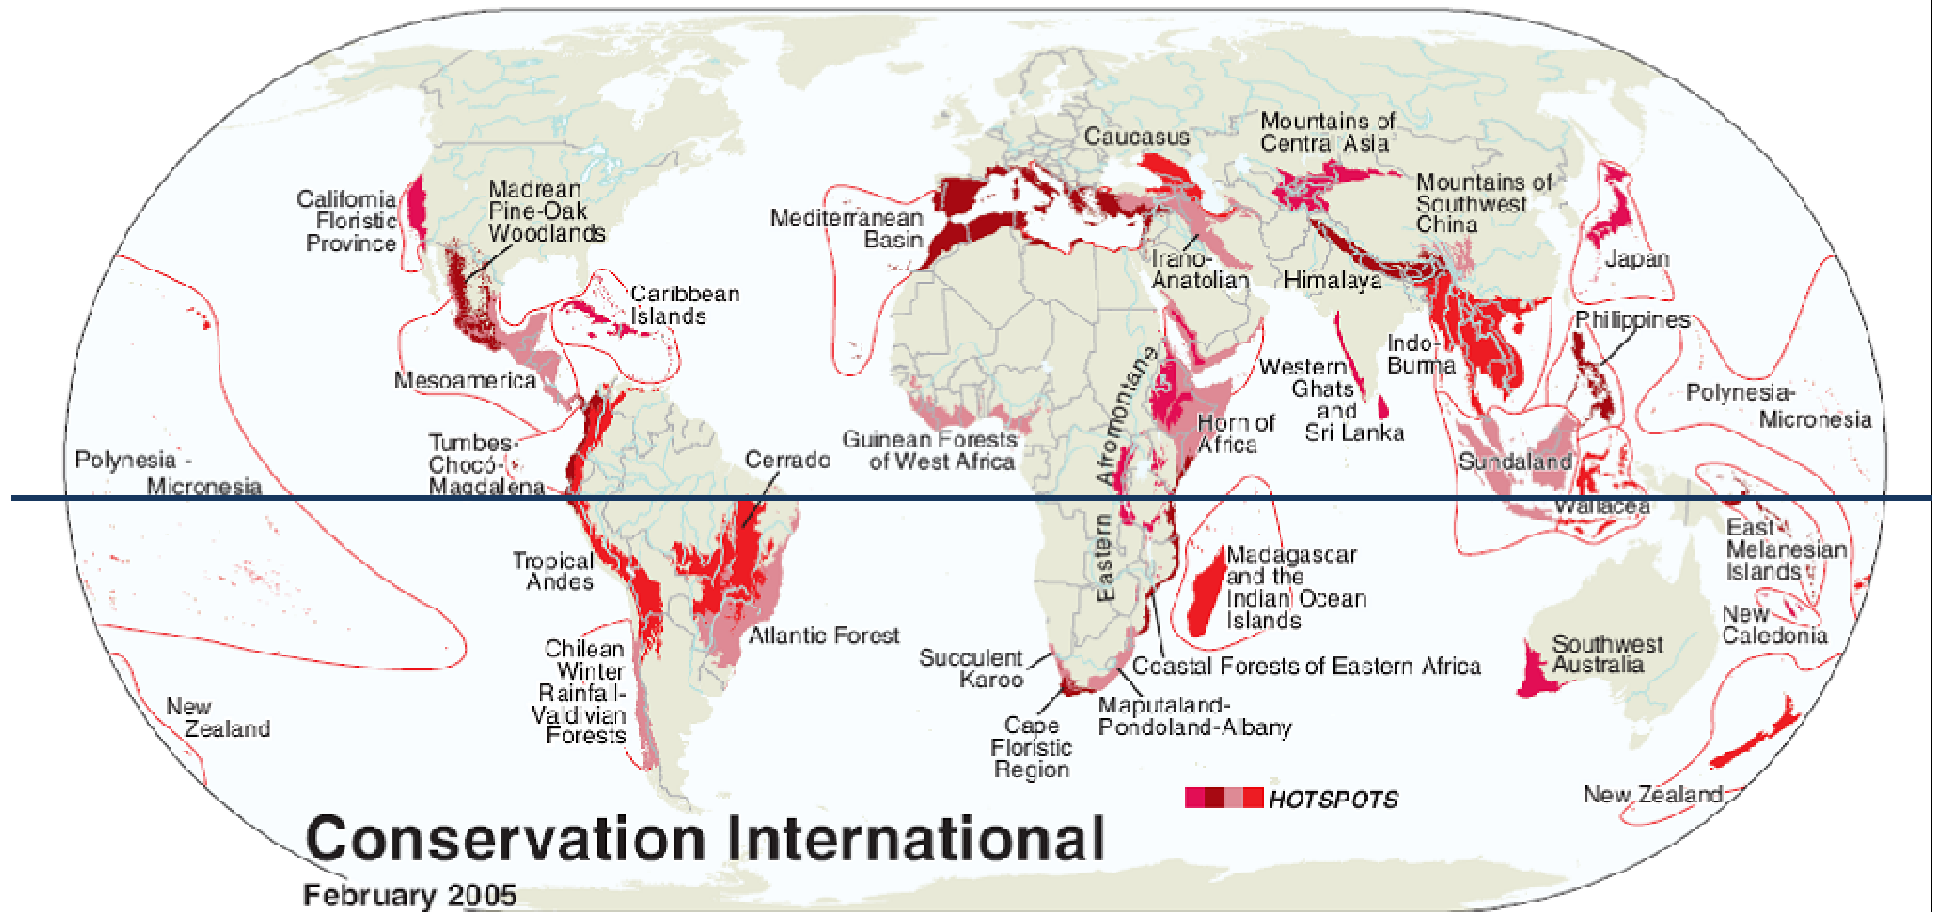 Caucasus
Mountains of
Central Asia
California
Floristic
Province
Madrean
Pine-Oak
Woodlands
Mediterranean
Basin
Mountains of
Southwest
China
Irano-
Anatolian
Himalaya
Japan
Caribbean
Islands
Mesoamerica
Philippines
Indo-
Burma
Western
Ghats
and
Sri Lanka
Polynesia-
Micronesia
Horn of
Africa
Guinean Forests
of West Africa
Eastern Afromontane
Tumbes-
Chocó-
Magdalena
Cerrado
Polynesia -
Micronesia
Sundaland
Wallacea
East
Melanesian
Islands
Tropical
Andes
Madagascar
and the
Indian Ocean
Islands
New
Caledonia
Atlantic Forest
Chilean
Winter
Rainfall-
Valdivian
Forests
Succulent
Karoo
Coastal Forests of Eastern Africa
Southwest
Australia
Maputaland-
Pondoland-Albany
Cape
Floristic
Region
New
Zealand
New Zealand
HOTSPOTS
Conservation International
February 2005